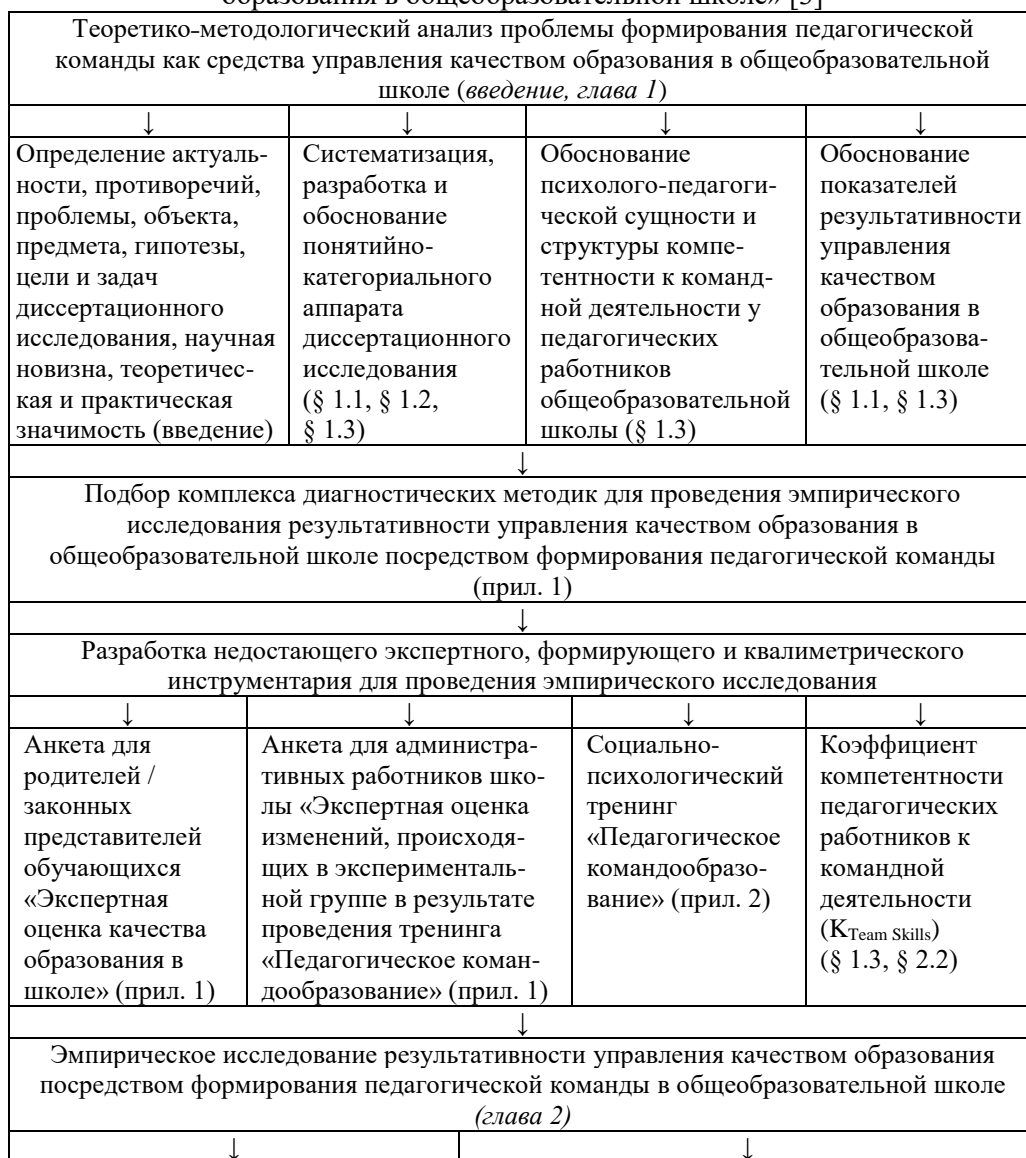 образования в общеобразовательной школе» [5]
Теоретико-методологический анализ проблемы формирования педагогической
команды как средства управления качеством образования в общеобразовательной
школе (введение, глава 1)
↓ ↓ ↓ ↓
Определение актуаль-
ности, противоречий,
проблемы, объекта,
предмета, гипотезы,
цели и задач
диссертационного
исследования, научная
новизна, теоретичес-
кая и практическая
значимость (введение)
Систематизация,
разработка и
обоснование
понятийно-
категориального
аппарата
диссертационного
исследования
(§ 1.1, § 1.2,
§ 1.3)
Обоснование
психолого-педагоги-
ческой сущности и
структуры компе-
тентности к команд-
ной деятельности у
педагогических
работников
общеобразовательной
школы (§ 1.3)
Обоснование
показателей
результативности
управления
качеством
образования в
общеобразова-
тельной школе
(§ 1.1, § 1.3)
↓
Подбор комплекса диагностических методик для проведения эмпирического
исследования результативности управления качеством образования в
общеобразовательной школе посредством формирования педагогической команды
(прил. 1)
↓
Разработка недостающего экспертного, формирующего и квалиметрического
инструментария для проведения эмпирического исследования
↓ ↓ ↓ ↓
Анкета для
родителей /
законных
представителей
обучающихся
«Экспертная
оценка качества
образования в
школе» (прил. 1)
Анкета для администра-
тивных работников шко-
лы «Экспертная оценка
изменений, происходя-
щих в эксперименталь-
ной группе в результате
проведения тренинга
«Педагогическое коман-
дообразование» (прил. 1)
Социально-
психологический
тренинг
«Педагогическое
командообразо-
вание» (прил. 2)
Коэффициент
компетентности
педагогических
работников к
командной
деятельности
(K Team Skills)
(§ 1.3, § 2.2)
↓
Эмпирическое исследование результативности управления качеством образования
посредством формирования педагогической команды в общеобразовательной школе
(глава 2)
↓ ↓